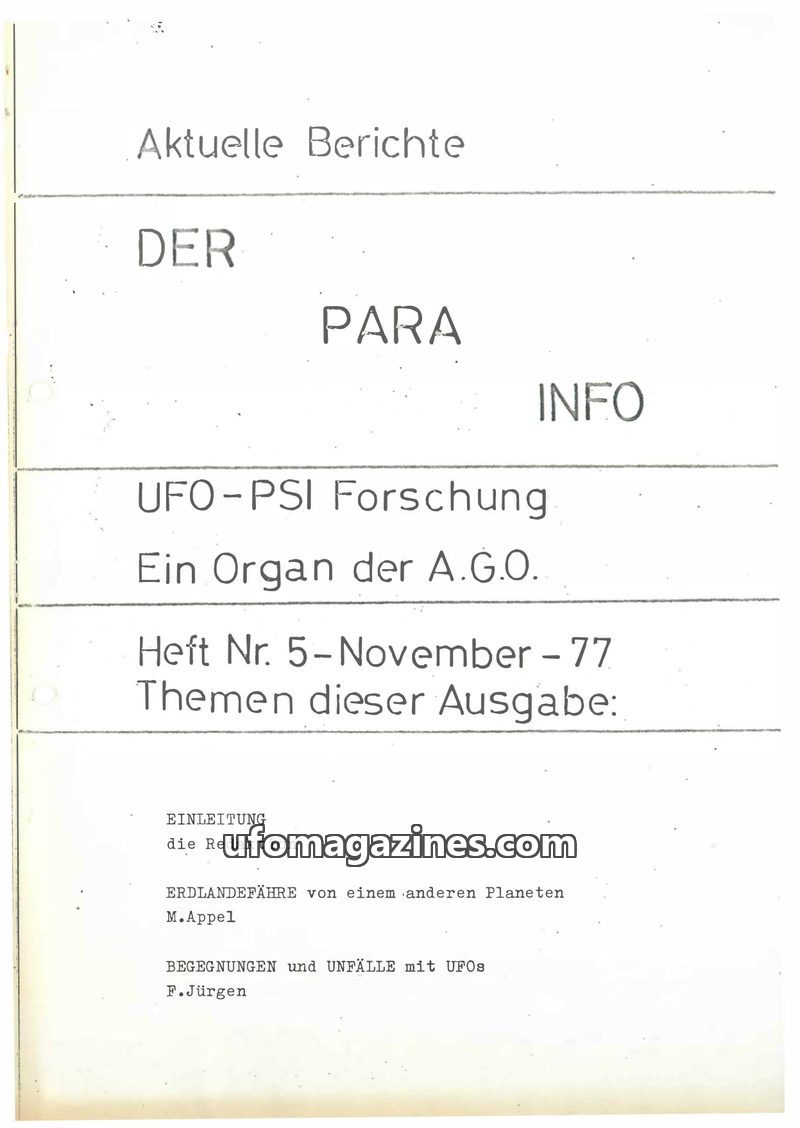 Aktuelle Berichte
DER
PARA
INFO
UFO-PSI Forschung
Ein Organ der A.G.O.
Heft Nr. 5-November-77
Themen dieser Ausgabe:
EINLEITUNG
die
ufomagazines.com
ERDLANDEFÄHRE von einem anderen Planeten
M.Appel
BEGEGNUNGEN und UNFÄLLE mit UFOs
F.Jürgen